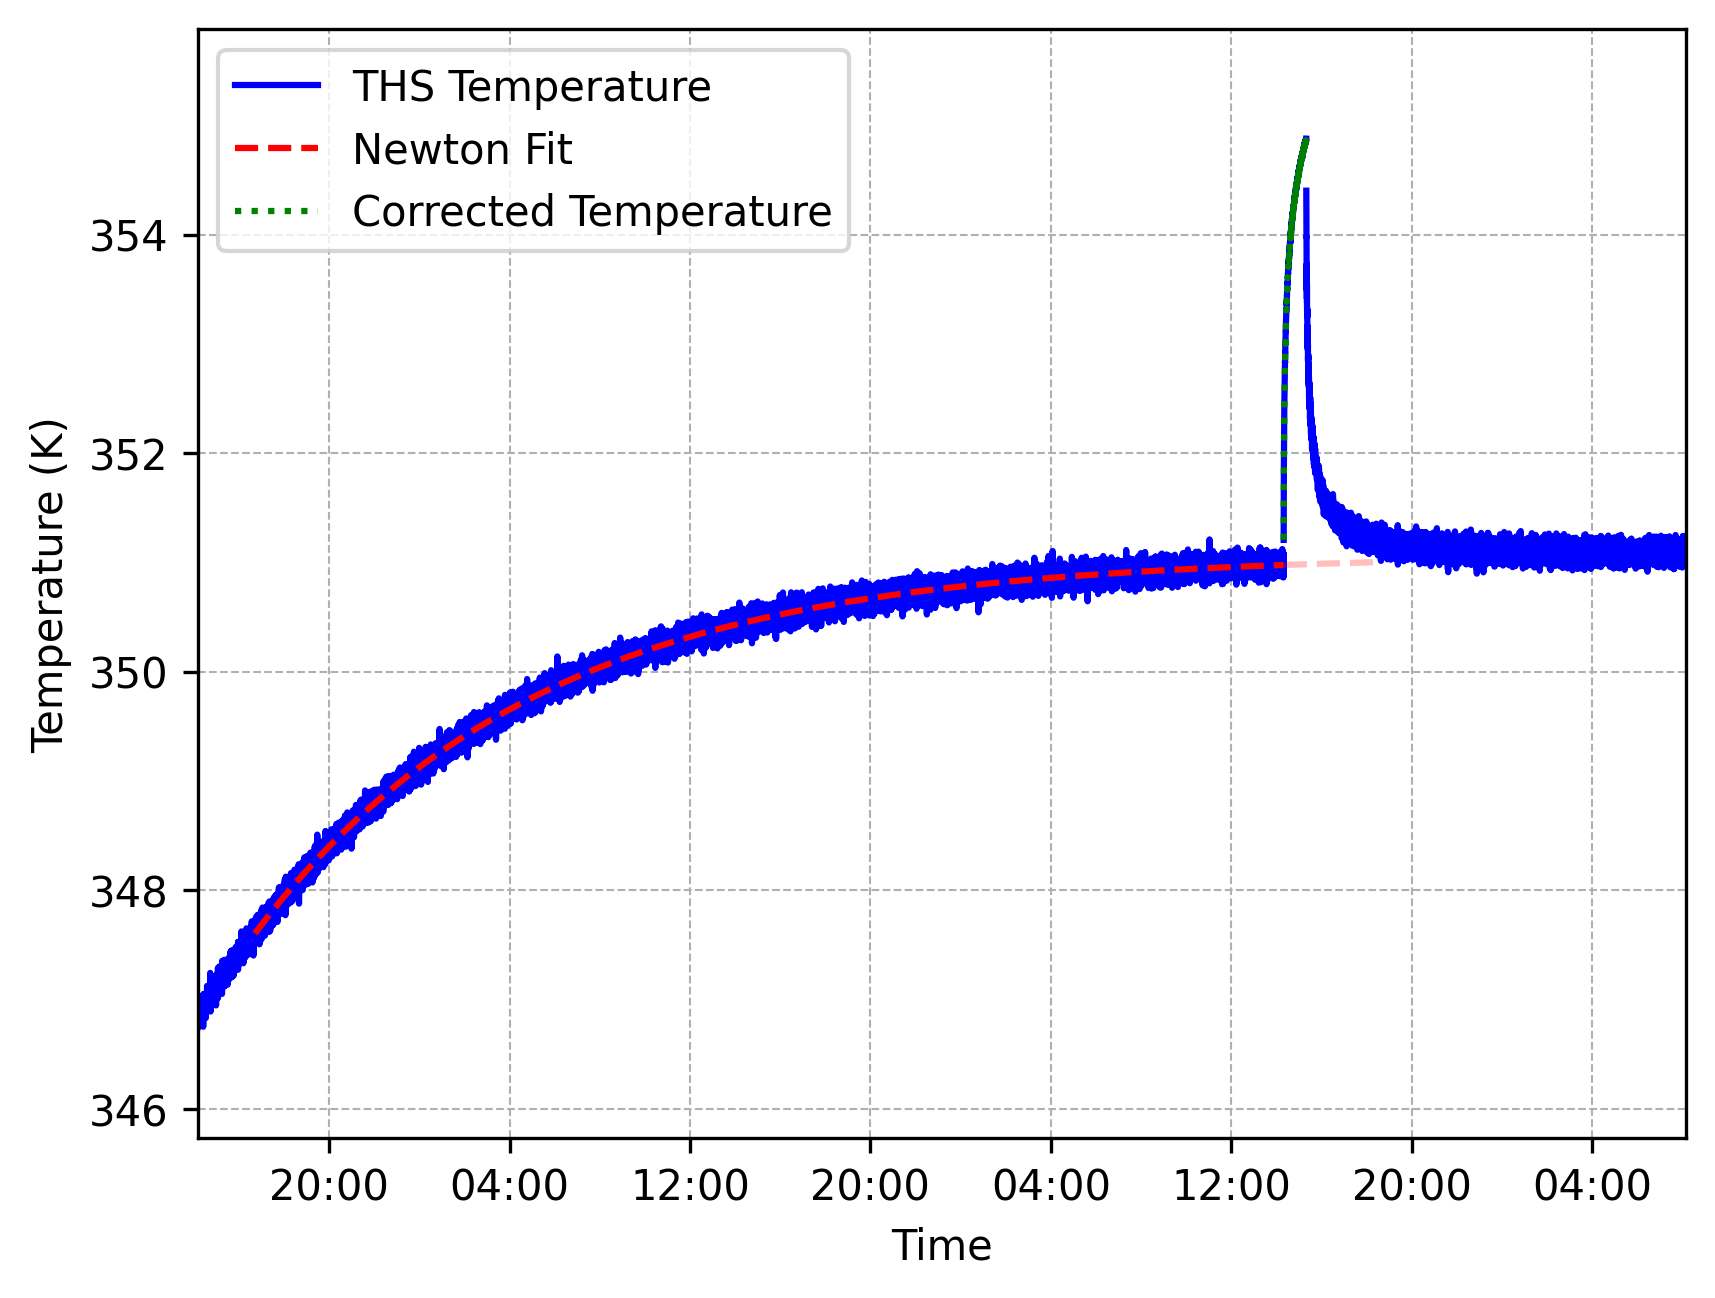 THS Temperature
Newton Fit
Corrected Temperature
354
352
350
348
346
Temperature (K)
20:00 04:00 12:00 20:00 04:00 12:00 20:00 04:00
Time